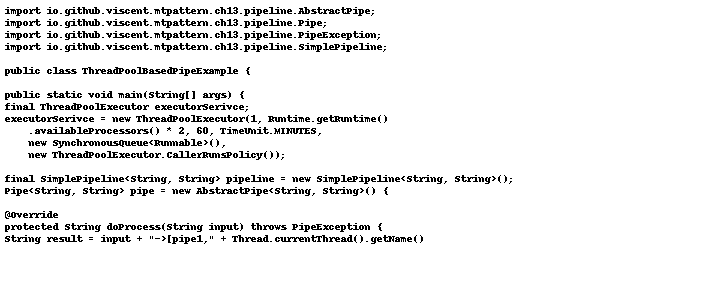 import io.github.viscent.mtpattern.ch13.pipeline.AbstractPipe;
import io.github.viscent.mtpattern.ch13.pipeline.Pipe;
import io.github.viscent.mtpattern.ch13.pipeline.PipeException;
import io.github.viscent.mtpattern.ch13.pipeline.SimplePipeline;
public class ThreadPoolBasedPipeExample {
public static void main(String[] args) {
final ThreadPoolExecutor executorSerivce;
executorSerivce = new ThreadPoolExecutor(1, Runtime.getRuntime()
.availableProcessors() * 2, 60, TimeUnit.MINUTES,
new SynchronousQueue<Runnable>(),
new ThreadPoolExecutor.CallerRunsPolicy());
final SimplePipeline<String, String> pipeline = new SimplePipeline<String, String>();
Pipe<String, String> pipe = new AbstractPipe<String, String>() {
@Override
protected String doProcess(String input) throws PipeException {
String result = input + "->[pipe1," + Thread.currentThread().getName()